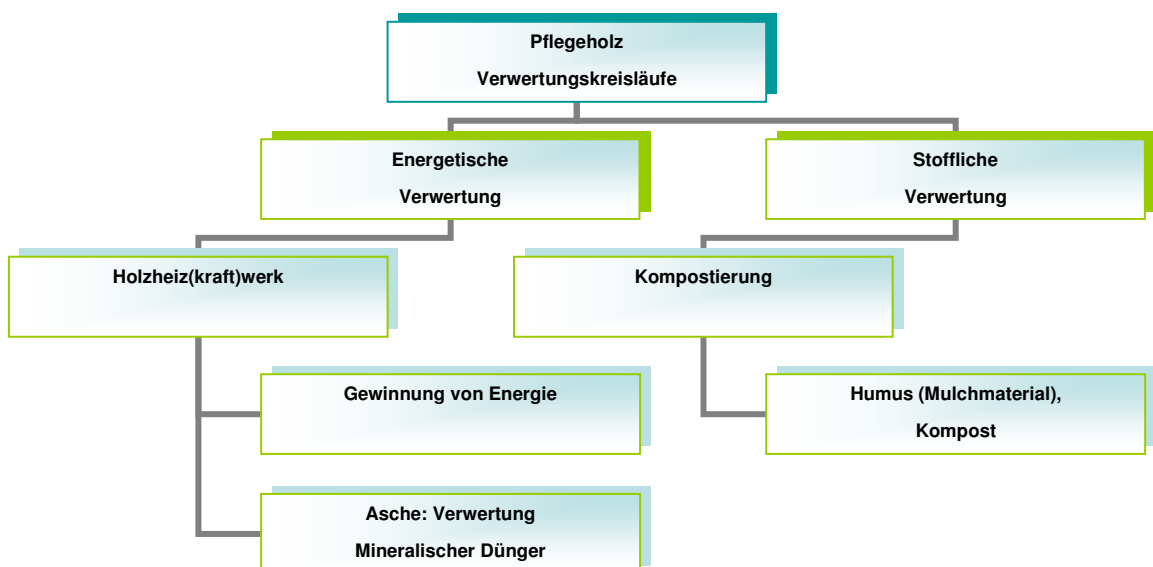 Pflegeholz
Verwertungskreisläufe
Energetische
Verwertung
Stoffliche
Verwertung
Holzheiz(kraft)werk
Kompostierung
Gewinnung von Energie
Humus (Mulchmaterial),
Kompost
Asche: Verwertung
Mineralischer Dünger